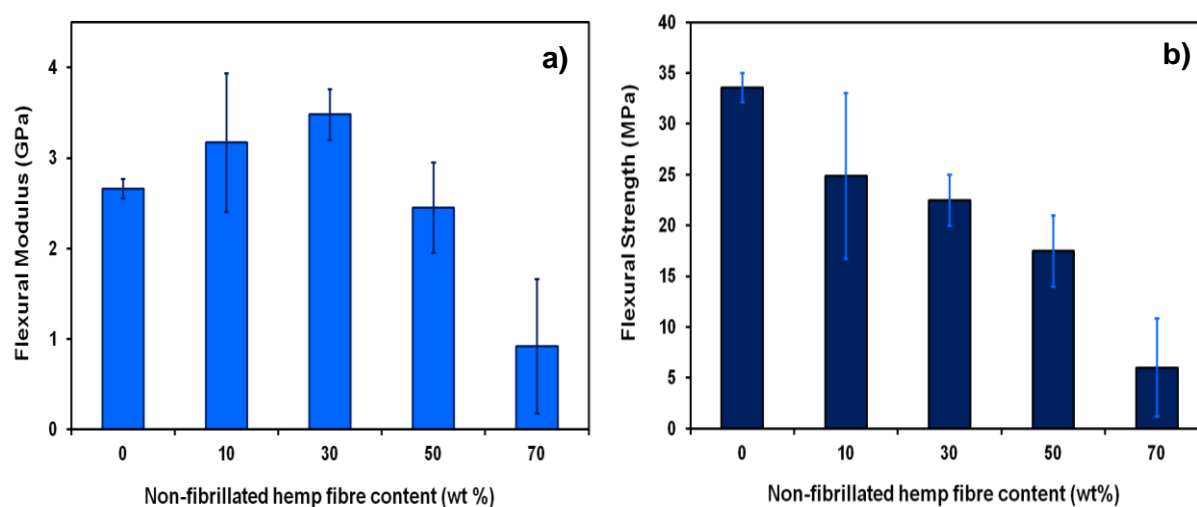 a)
Flexural Modulus (GPa)
4
3
2
1
0
0 10 30 50 70
Non-fibrillated hemp fibre content (wt %)
b)
Flexural Strength (MPa)
40
35
30
25
20
15
10
5
0
0 10 30 50 70
Non-fibrillated hemp fibre content (wt%)